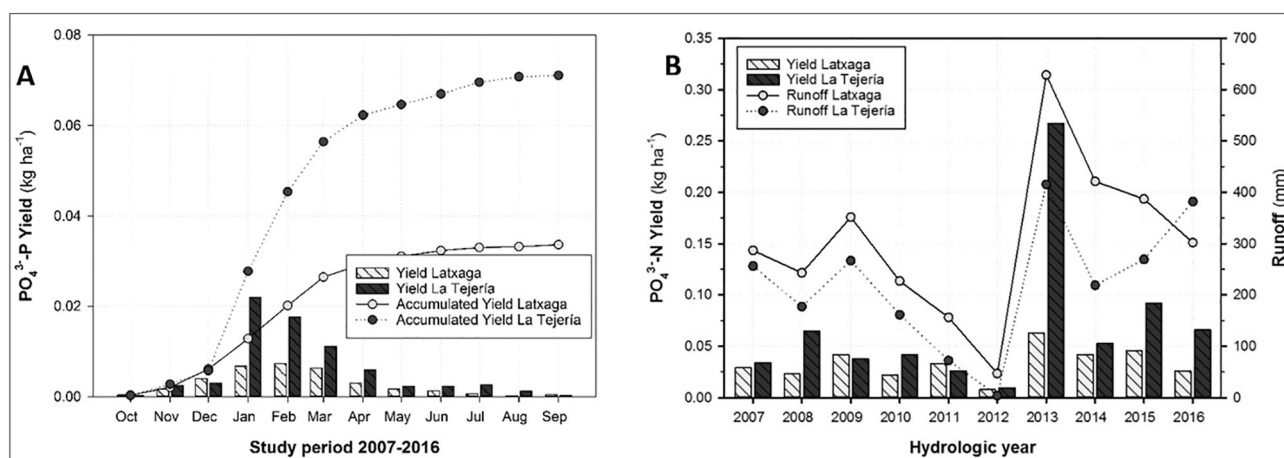 A
PO₄³⁻-P Yield (kg ha⁻¹)
0.08
0.06
0.04
0.02
0.00
Yield Latxaga
Yield La Tejería
Accumulated Yield Latxaga
Accumulated Yield La Tejería
Oct Nov Dec Jan Feb Mar Apr May Jun Jul Aug Sep
Study period 2007-2016
B
PO₄³⁻-N Yield (kg ha⁻¹)
0.35
0.30
0.25
0.20
0.15
0.10
0.05
0.00
Yield Latxaga
Yield La Tejería
Runoff Latxaga
Runoff La Tejería
700
600
500
400
300
200
100
0
Runoff (mm)
2007 2008 2009 2010 2011 2012 2013 2014 2015 2016
Hydrologic year